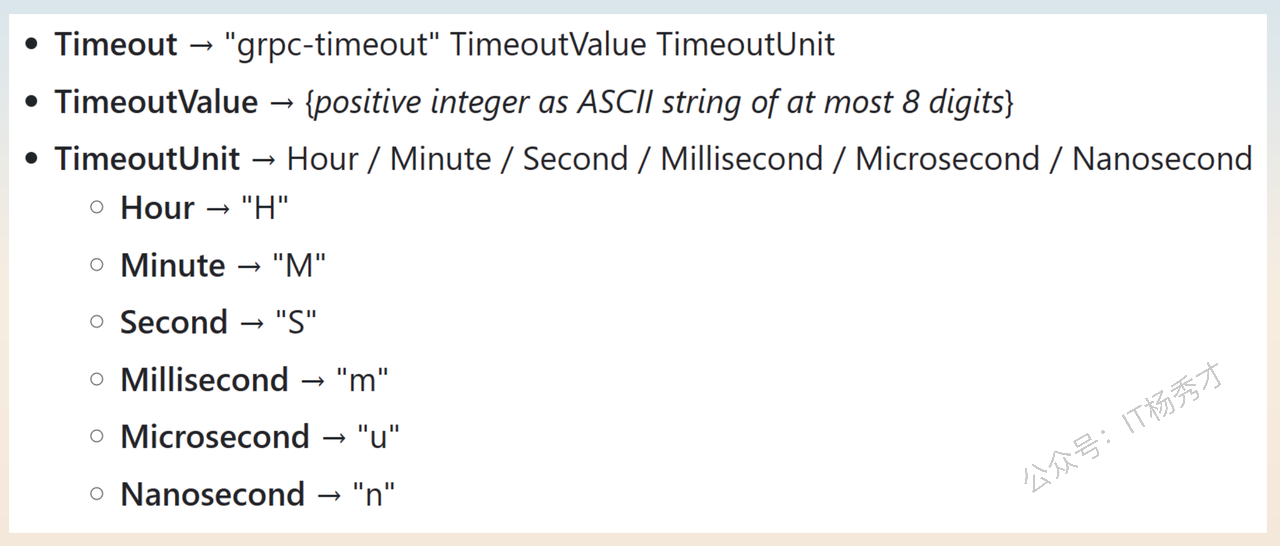 • Timeout → "grpc-timeout" TimeoutValue TimeoutUnit
• TimeoutValue → {positive integer as ASCII string of at most 8 digits}
• TimeoutUnit → Hour / Minute / Second / Millisecond / Microsecond / Nanosecond
○ Hour → "H"
○ Minute → "M"
○ Second → "S"
○ Millisecond → "m"
○ Microsecond → "u"
○ Nanosecond → "n"
公众号：IT杨秀才